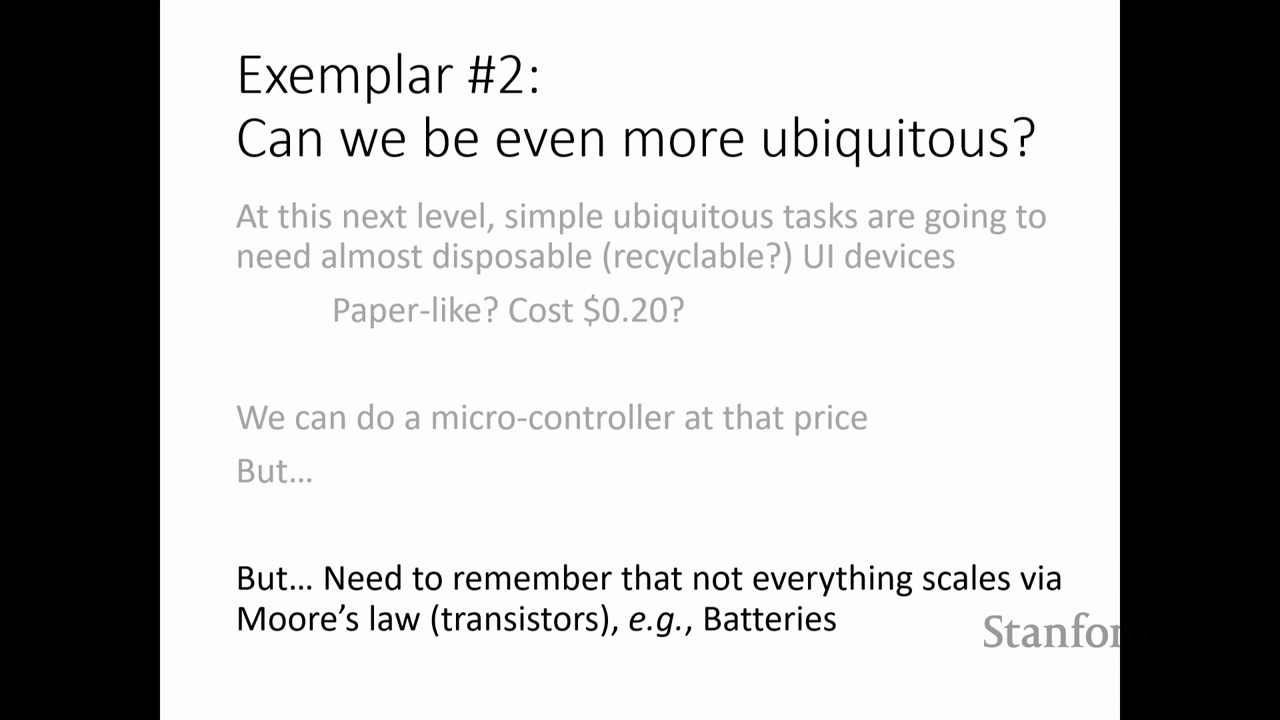 Exemplar #2:
Can we be even more ubiquitous?
At this next level, simple ubiquitous tasks are going to
need almost disposable (recyclable?) UI devices
Paper-like? Cost $0.20?
We can do a micro-controller at that price
But…
But… Need to remember that not everything scales via
Moore’s law (transistors), e.g., Batteries
Stanford